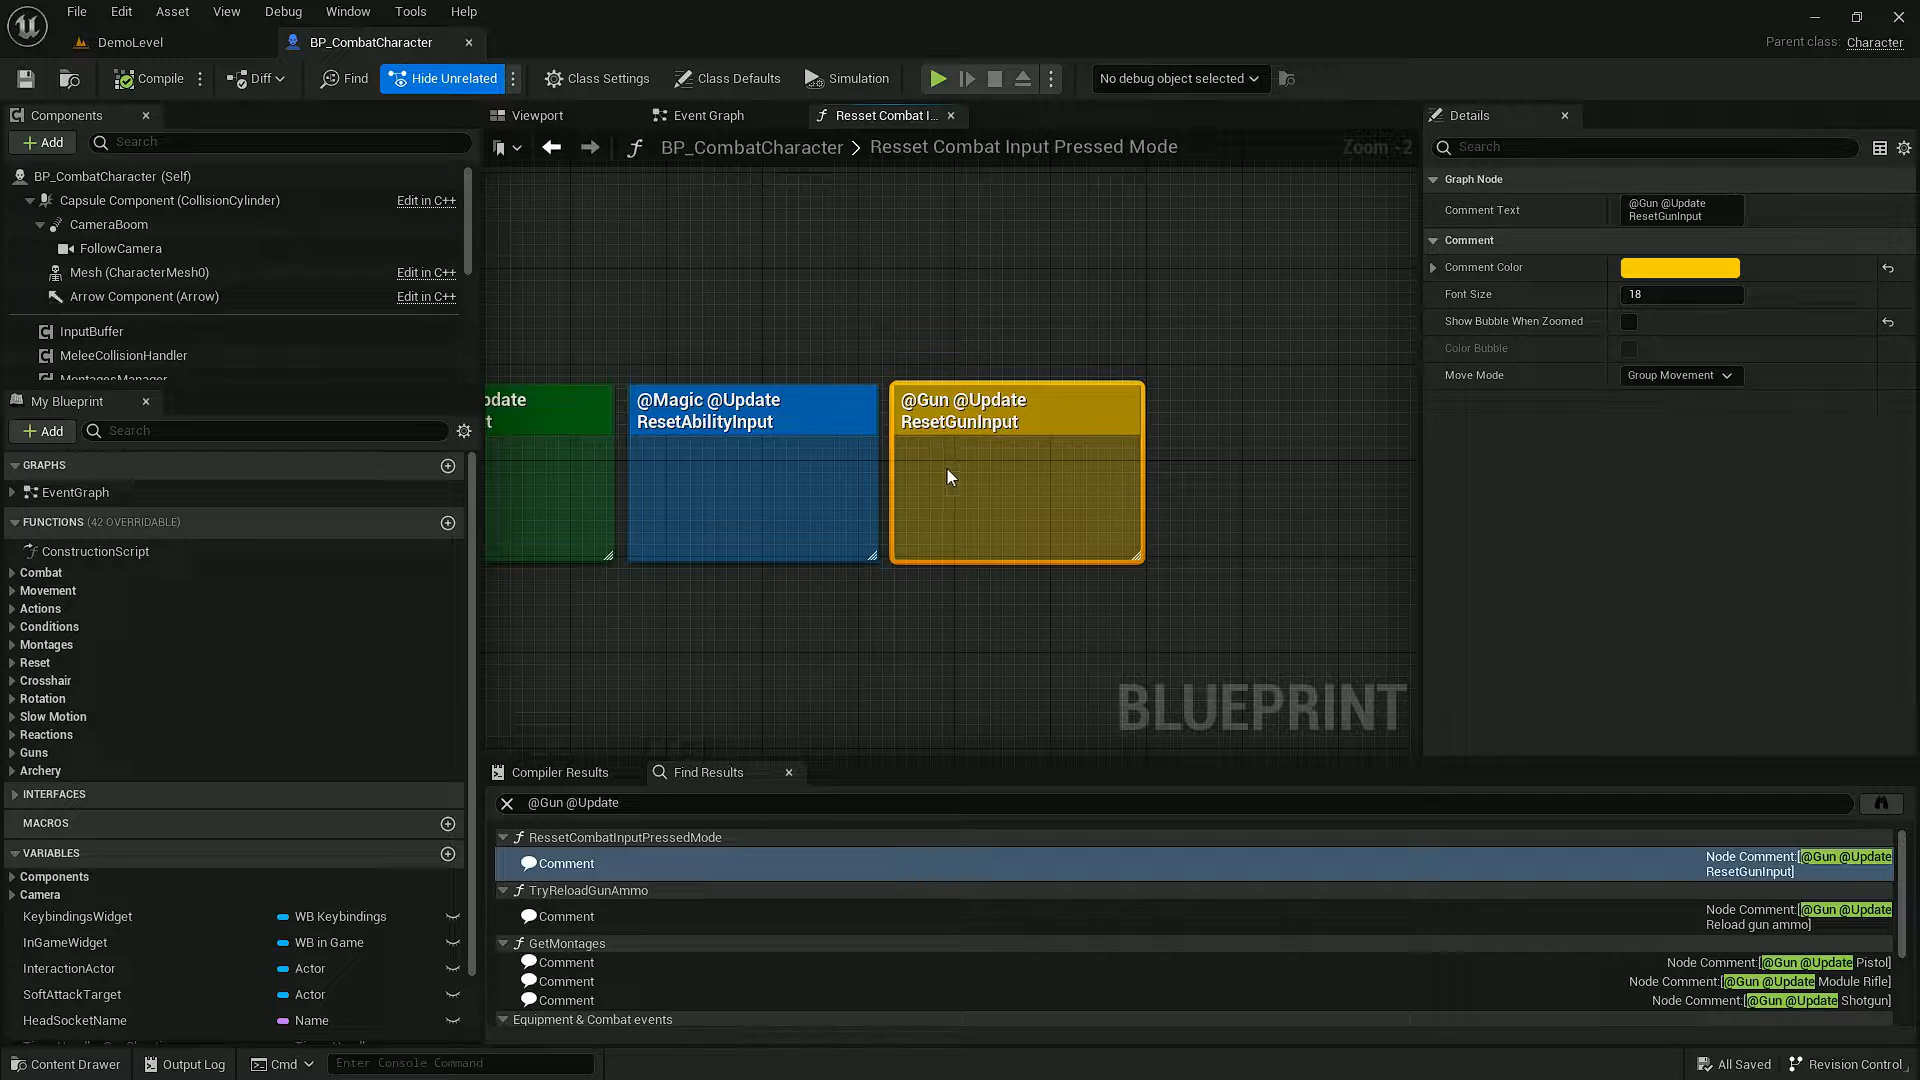 File Edit Asset View Debug Window Tools Help
DemoLevel
BP_CombatCharacter
Parent class: Character
Compile
Diff
Find
Hide Unrelated
Class Settings
Class Defaults
Simulation
No debug object selected
Components
Add
Search
BP_CombatCharacter (Self)
Capsule Component (CollisionCylinder) Edit in C++
CameraBoom
FollowCamera
Mesh (CharacterMesh0) Edit in C++
Arrow Component (Arrow) Edit in C++
InputBuffer
MeleeCollisionHandler
MontagesManager
My Blueprint
Add
Search
GRAPHS
EventGraph
FUNCTIONS (42 OVERRIDABLE)
ConstructionScript
Combat
Movement
Actions
Conditions
Montages
Reset
Crosshair
Rotation
Slow Motion
Reactions
Guns
Archery
INTERFACES
MACROS
VARIABLES
Components
Camera
KeybindingsWidget WB Keybindings
InGameWidget WB in Game
InteractionActor Actor
SoftAttackTarget Actor
HeadSocketName Name
Viewport
Event Graph
Resset Combat I...
BP_CombatCharacter > Resset Combat Input Pressed Mode
Zoom -2
pdate
t
@Magic @Update
ResetAbilityInput
@Gun @Update
ResetGunInput
BLUEPRINT
Details
Search
Graph Node
Comment Text
@Gun @Update
ResetGunInput
Comment
Comment Color
Font Size 18
Show Bubble When Zoomed
Color Bubble
Move Mode Group Movement
Compiler Results
Find Results
@Gun @Update
RessetCombatInputPressedMode
Comment Node Comment:[@Gun @Update
ResetGunInput]
TryReloadGunAmmo
Comment Node Comment:[@Gun @Update
Reload gun ammo]
GetMontages
Comment Node Comment:[@Gun @Update Pistol]
Comment Node Comment:[@Gun @Update Module Rifle]
Comment Node Comment:[@Gun @Update Shotgun]
Equipment & Combat events
Content Drawer
Output Log
Cmd
Enter Console Command
All Saved
Revision Control